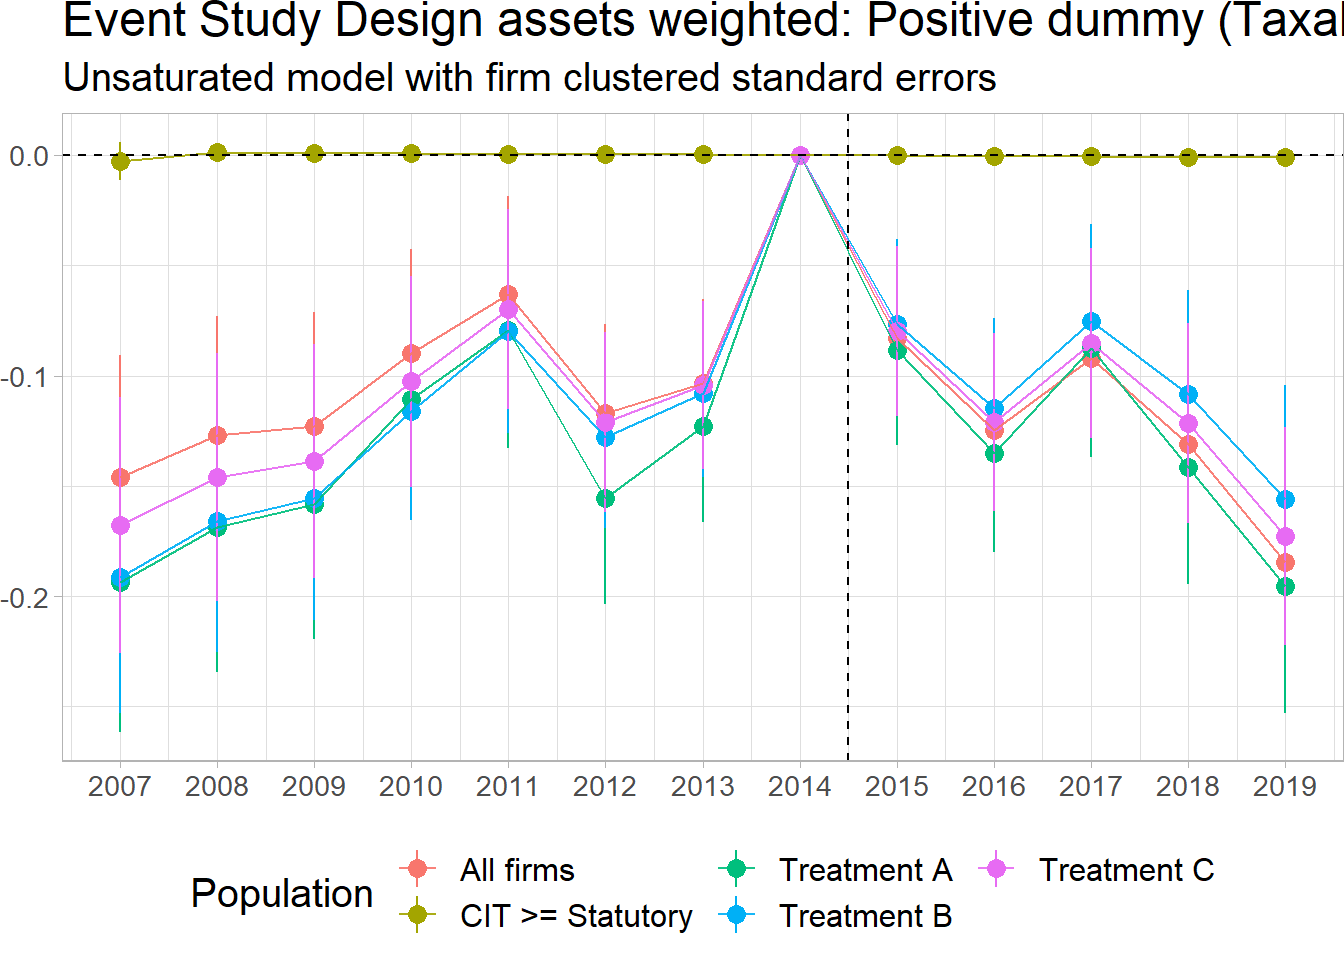 Event Study Design assets weighted: Positive dummy (Taxal
Unsaturated model with firm clustered standard errors
0.0
-0.1
-0.2
2007 2008 2009 2010 2011 2012 2013 2014 2015 2016 2017 2018 2019
Population
All firms
CIT >= Statutory
Treatment A
Treatment B
Treatment C